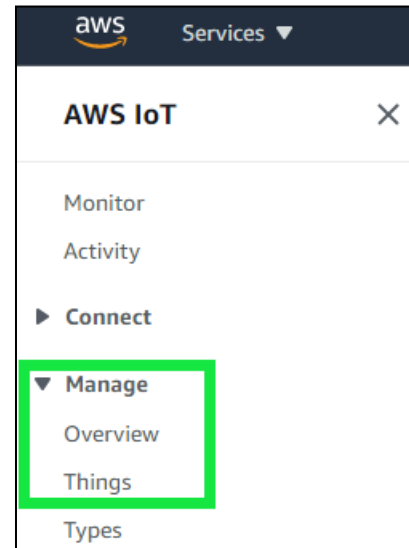 aws Services ▼
AWS IoT ×
Monitor
Activity
▶ Connect
▼ Manage
Overview
Things
Types